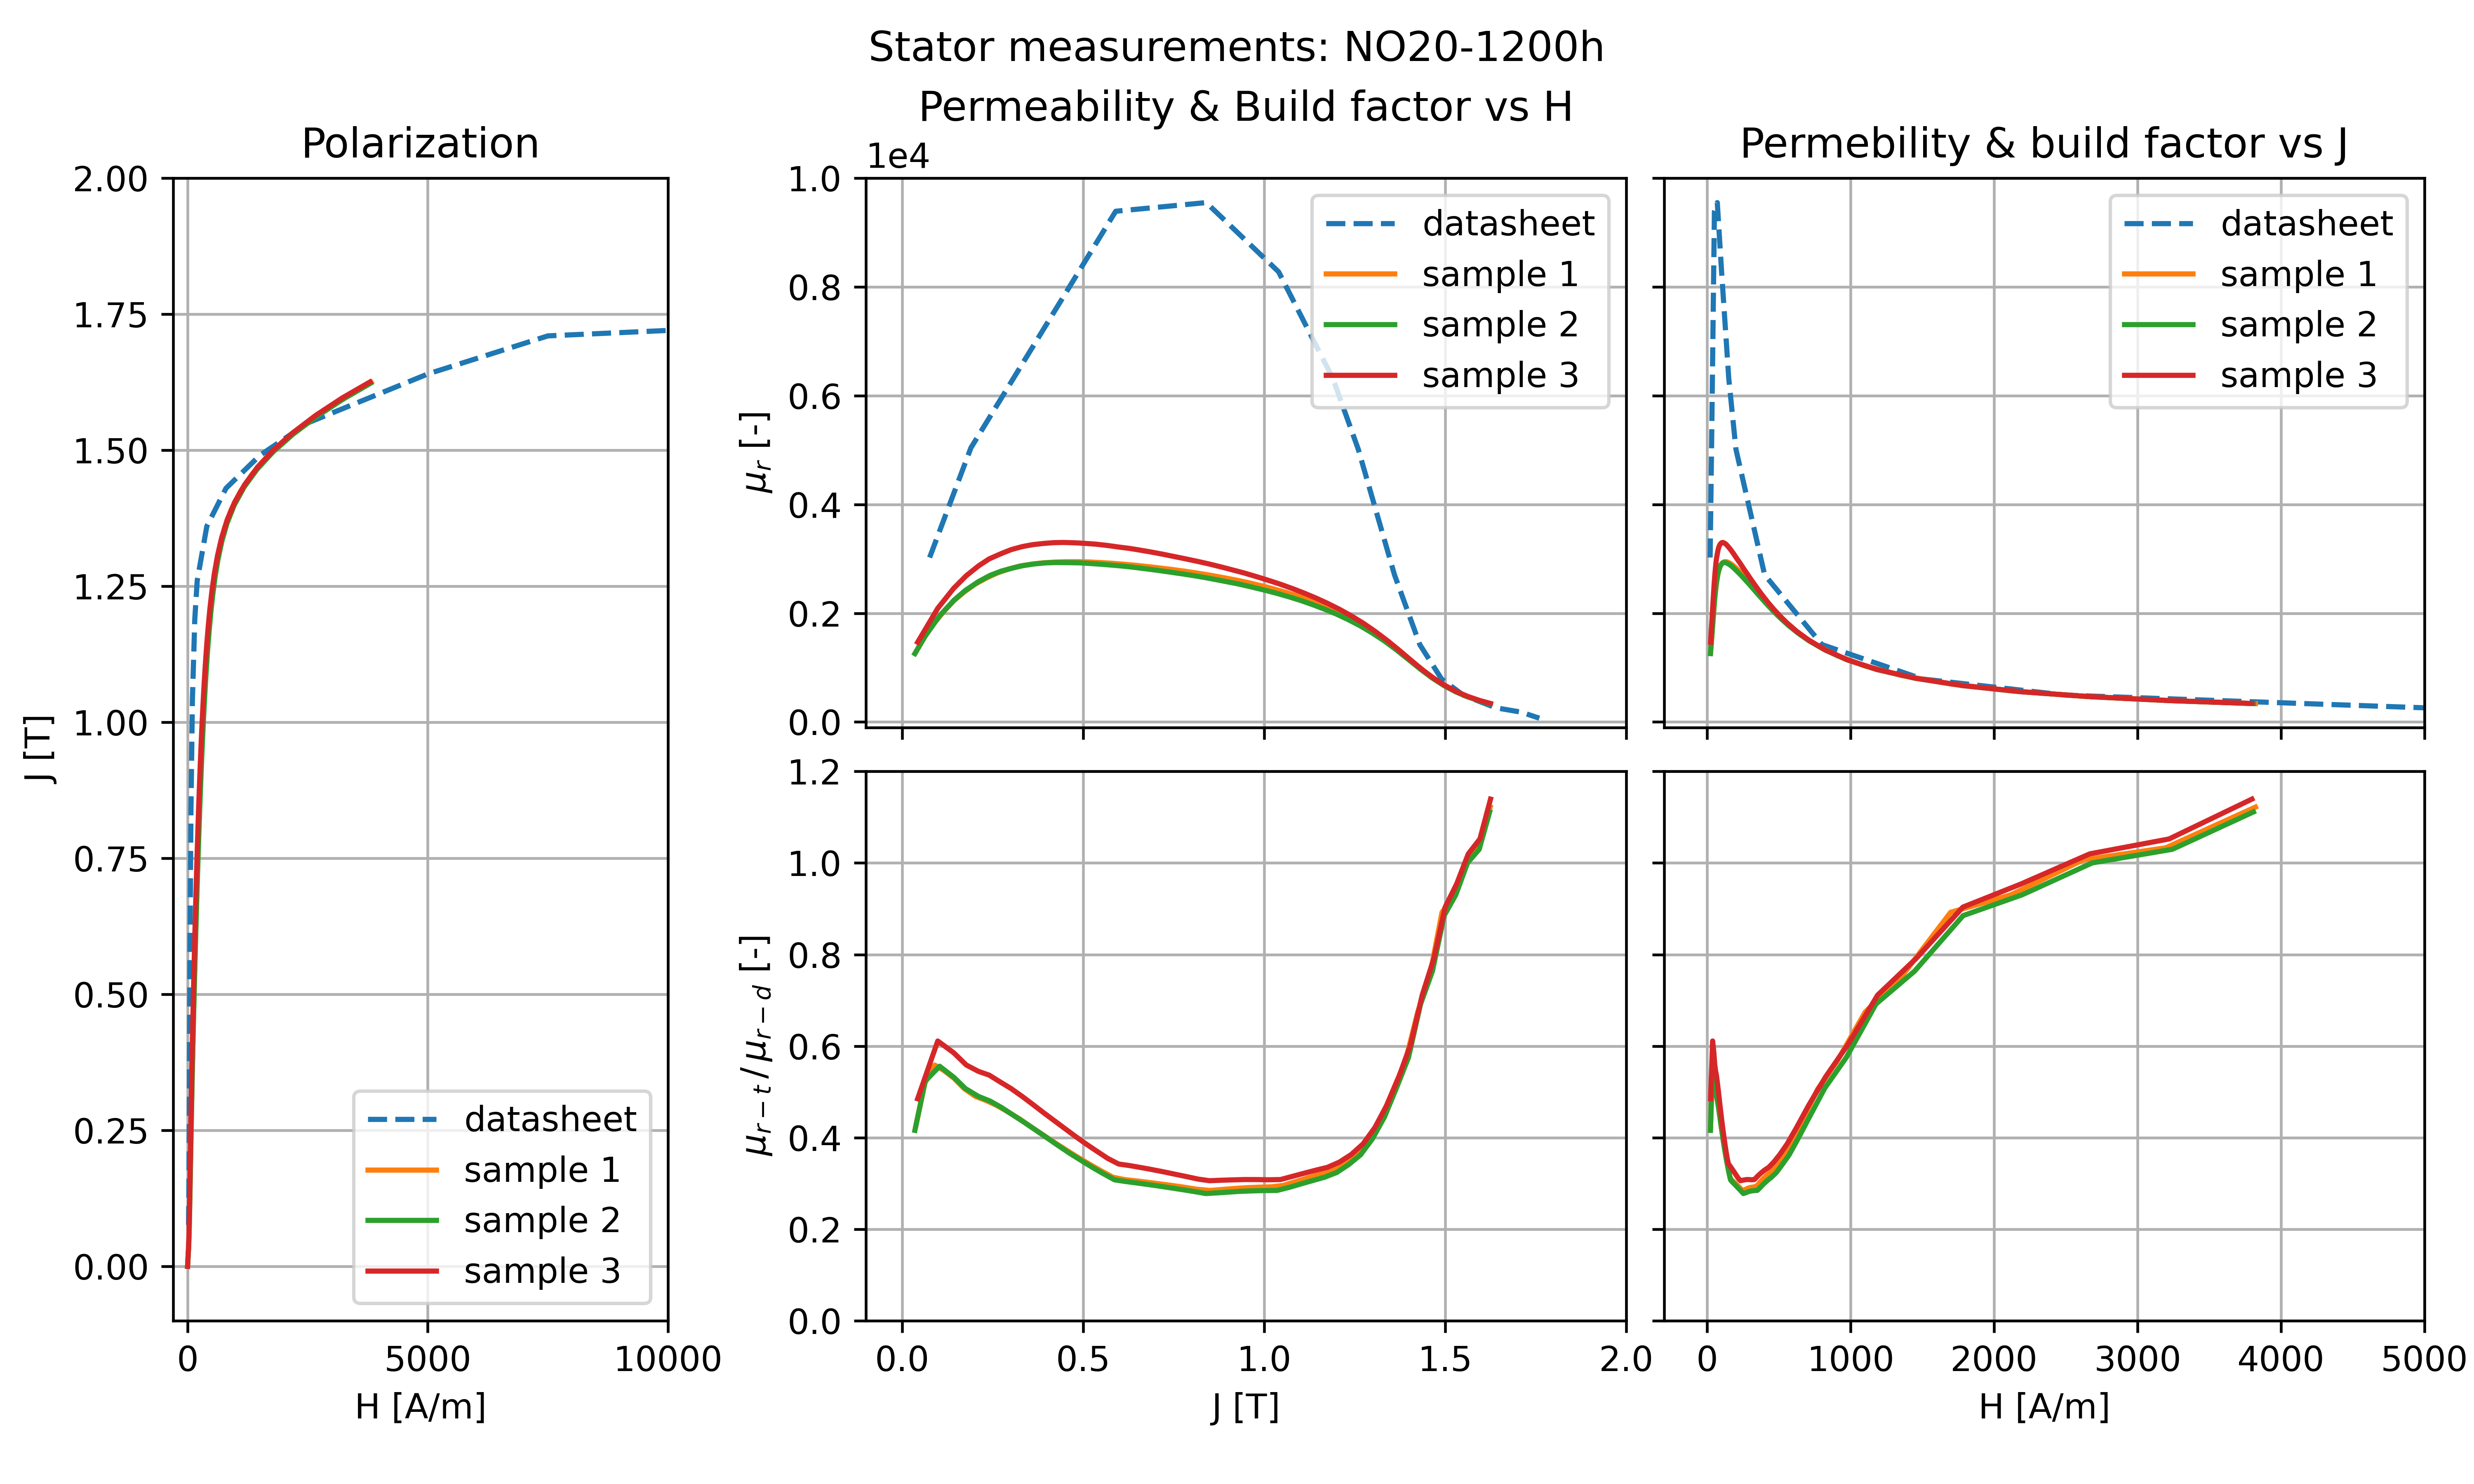 Stator measurements: NO20-1200h
Polarization
2.00
1.75
1.50
1.25
1.00
0.75
0.50
0.25
0.00
J [T]
0
5000
10000
H [A/m]
datasheet
sample 1
sample 2
sample 3
Permeability & Build factor vs H
1e4
1.0
0.8
0.6
0.4
0.2
0.0
μr [-]
datasheet
sample 1
sample 2
sample 3
Permebility & build factor vs J
datasheet
sample 1
sample 2
sample 3
1.2
1.0
0.8
0.6
0.4
0.2
0.0
μr−t/μr−d [-]
0.0
0.5
1.0
1.5
2.0
J [T]
0
1000
2000
3000
4000
5000
H [A/m]